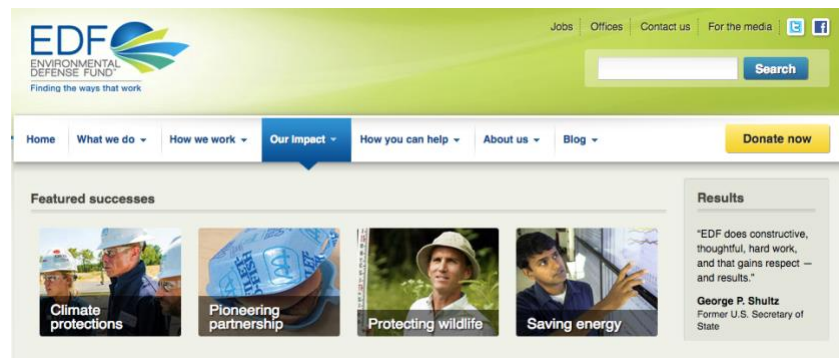 EDF
ENVIRONMENTAL
DEFENSE FUND™
Finding the ways that work
Jobs Offices Contact us For the media
Search
Home What we do How we work Our Impact How you can help About us Blog Donate now
Featured successes
Climate
protections
Pioneering
partnership
Protecting wildlife
Saving energy
Results
"EDF does constructive,
thoughtful, hard work,
and that gains respect —
and results."
George P. Shultz
Former U.S. Secretary of
State